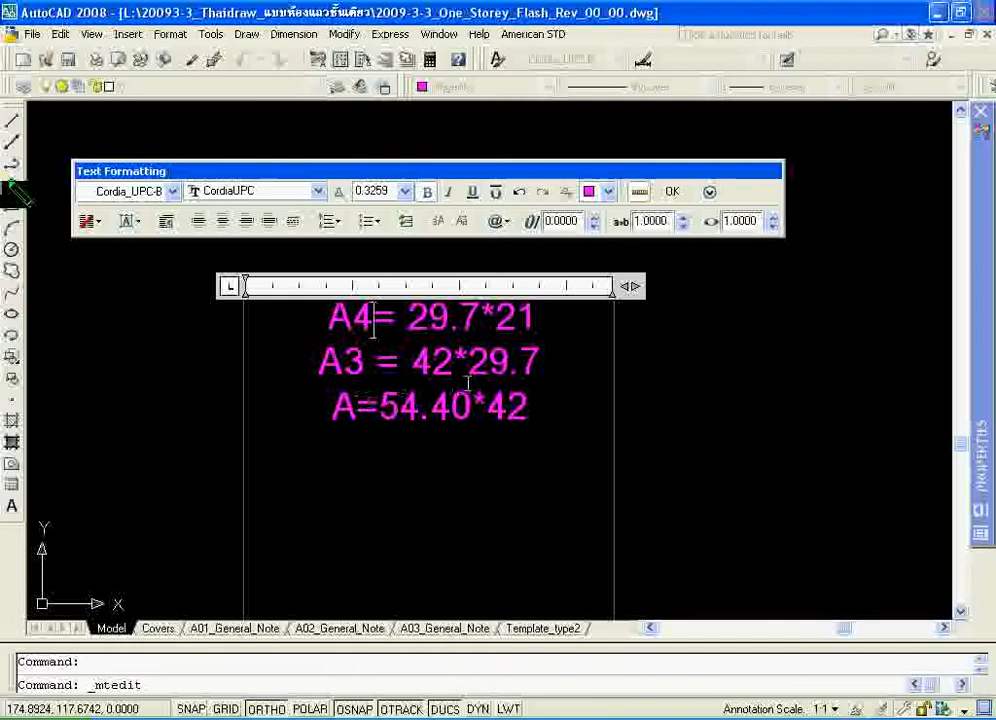 AutoCAD 2008 - [L:\20093-3_Thaidraw_แบบห้องแถวชั้นเดียว\2009-3-3_One_Storey_Flash_Rev_00_00.dwg]
File Edit View Insert Format Tools Draw Dimension Modify Express Window Help American STD
Text Formatting
Cordia_UPC-B CordiaUPC 0.3259 B I U O OK
@ 0/ 0.0000 a•b 1.0000 1.0000
L
A4= 29.7*21
A3 = 42*29.7
A=54.40*42
PROPERTIES
A
Y
X
Model Covers A01_General_Note A02_General_Note A03_General_Note Template_type2
Command:
Command: _mtedit
174.8924, 117.6742, 0.0000 SNAP GRID ORTHO POLAR OSNAP OTRACK DUCS DYN LWT Annotation Scale: 1:1